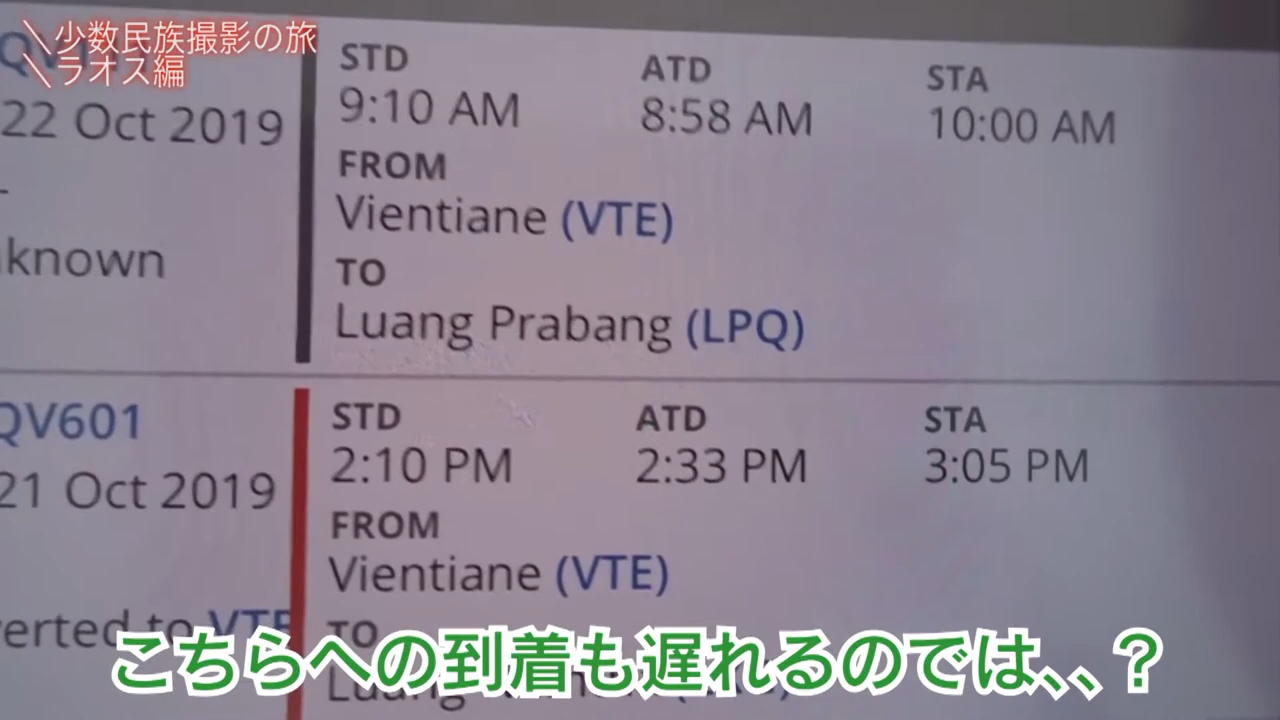 \少数民族撮影の旅
\ラオス編
22 Oct 2019
known
STD ATD STA
9:10 AM 8:58 AM 10:00 AM
FROM
Vientiane (VTE)
TO
Luang Prabang (LPQ)
QV601
21 Oct 2019
verted to VTE
STD ATD STA
2:10 PM 2:33 PM 3:05 PM
FROM
Vientiane (VTE)
TO
こちらへの到着も遅れるのでは、、？